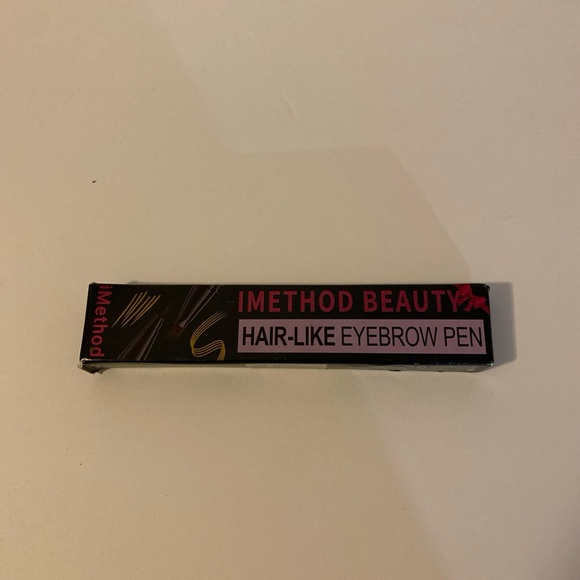 iMethod
IMETHOD BEAUTY
HAIR-LIKE EYEBROW PEN